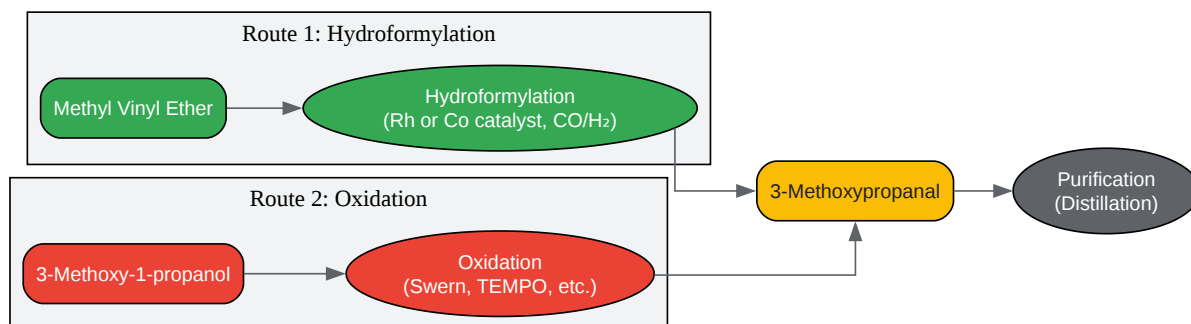 Route 1: Hydroformylation
Methyl Vinyl Ether
Hydroformylation
(Rh or Co catalyst, CO/H₂)
Route 2: Oxidation
3-Methoxy-1-propanol
Oxidation
(Swern, TEMPO, etc.)
3-Methoxypropanal
Purification
(Distillation)